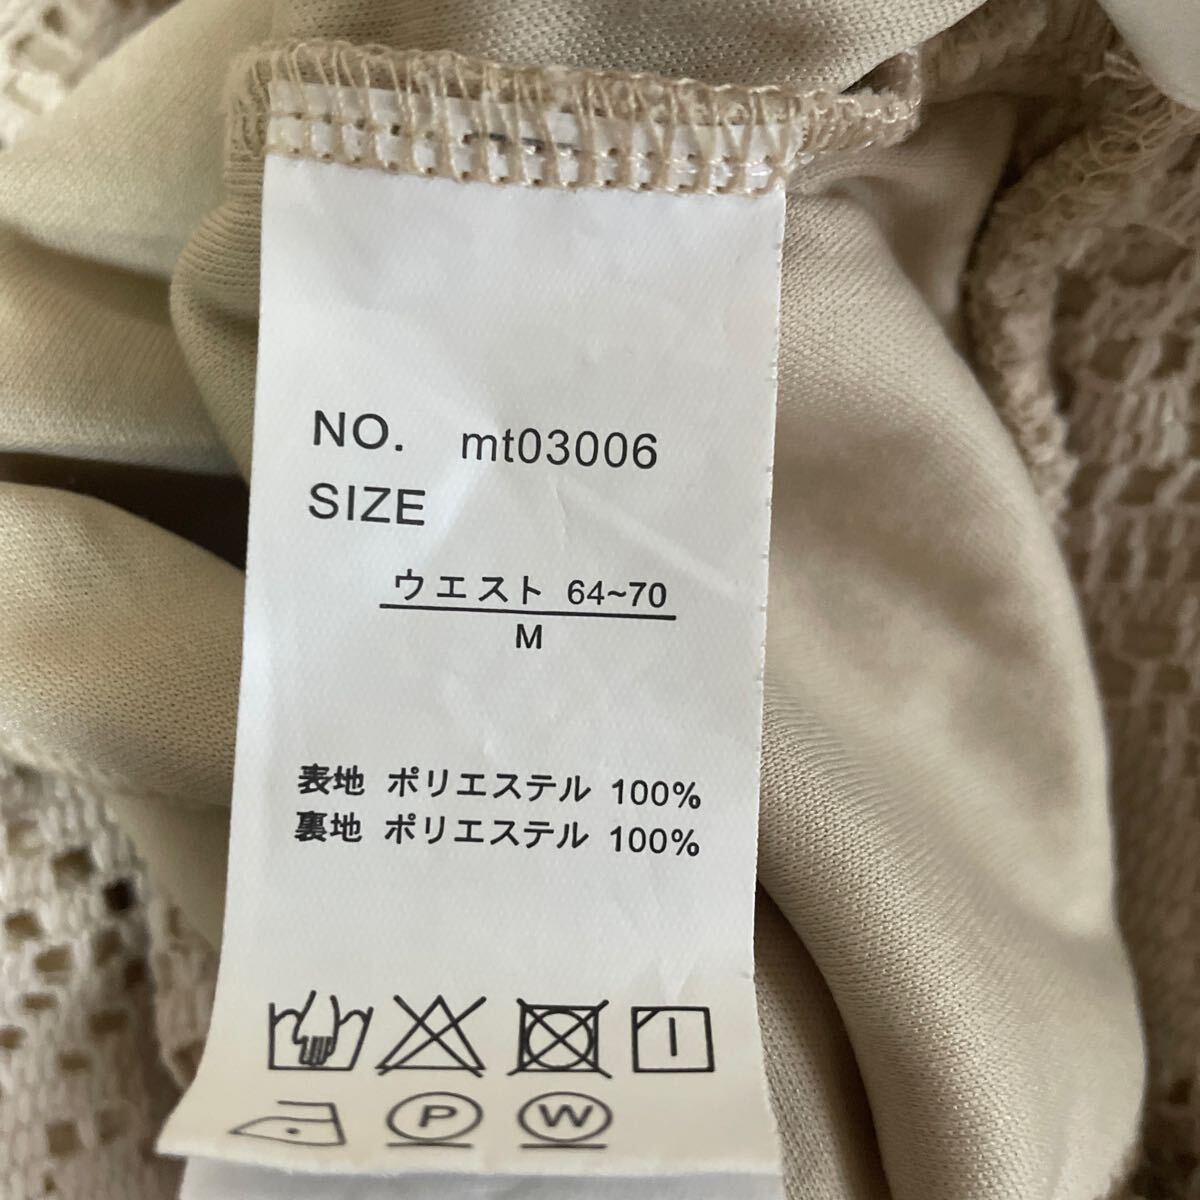 NO. mt03006
SIZE
ウエスト 64~70
M
表地 ポリエステル 100%
裏地 ポリエステル 100%
P W